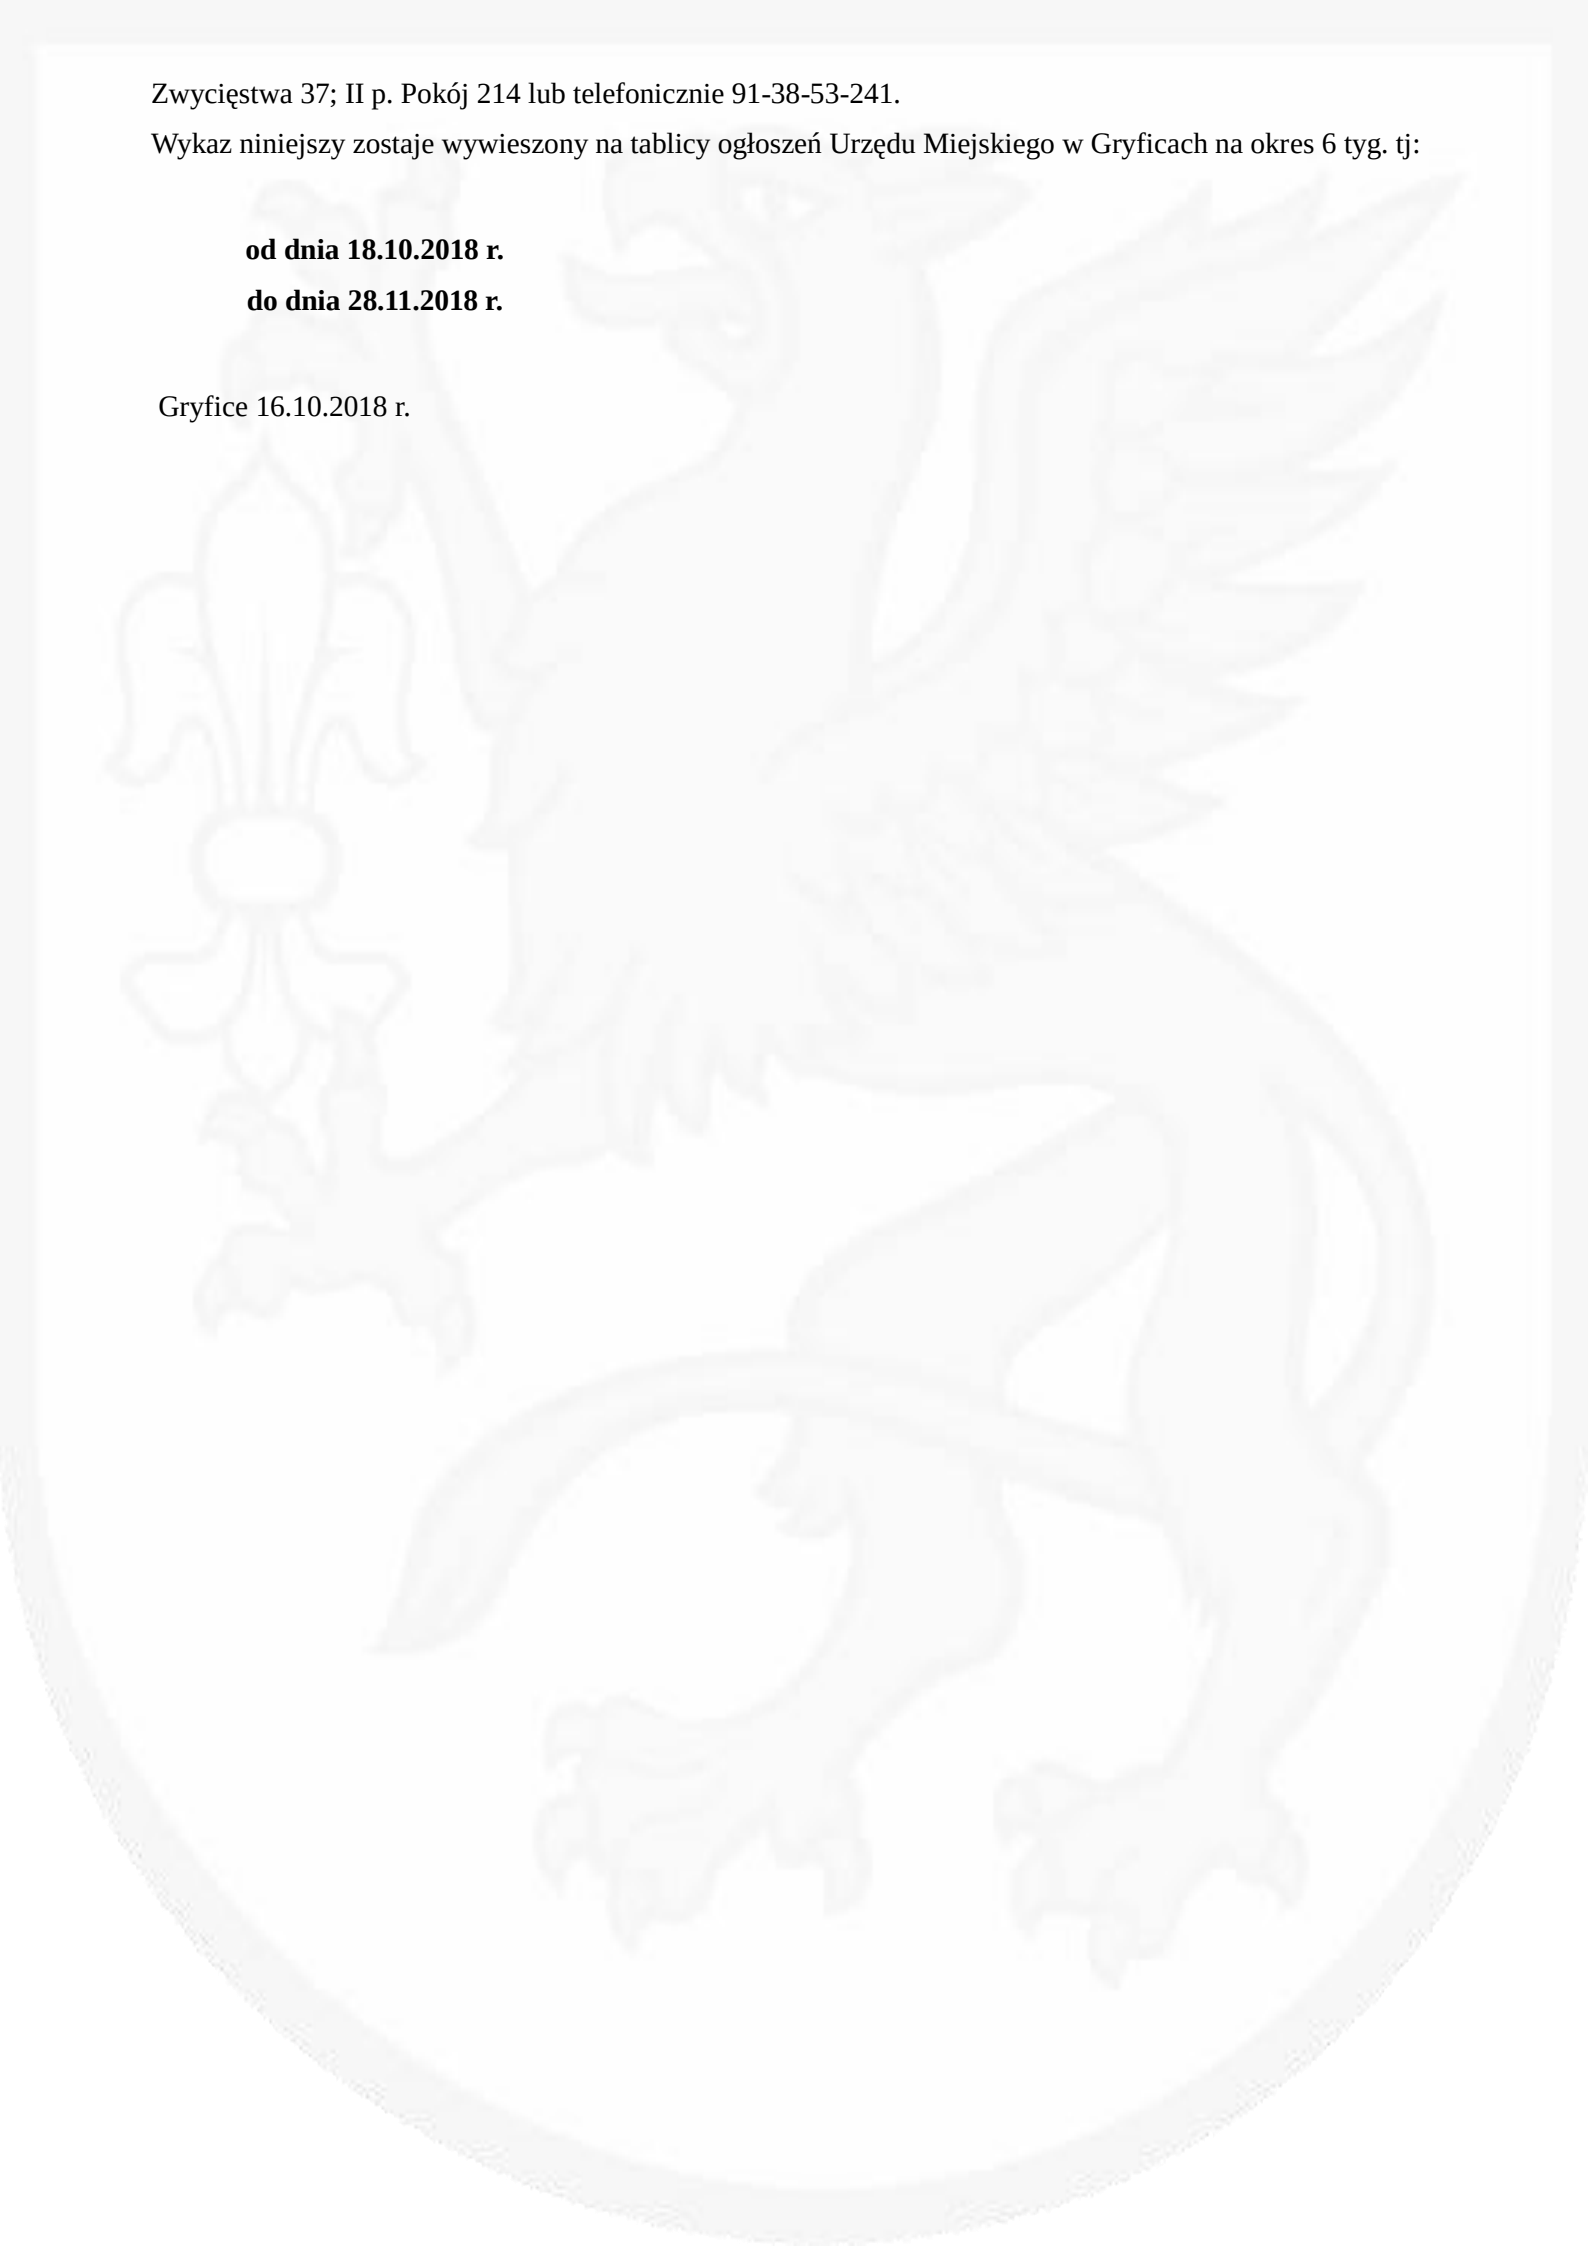 Zwycięstwa 37; II p. Pokój 214 lub telefonicznie 91-38-53-241.
Wykaz niniejszy zostaje wywieszony na tablicy ogłoszeń Urzędu Miejskiego w Gryficach na okres 6 tyg. tj:
od dnia 18.10.2018 r.
do dnia 28.11.2018 r.
Gryfice 16.10.2018 r.